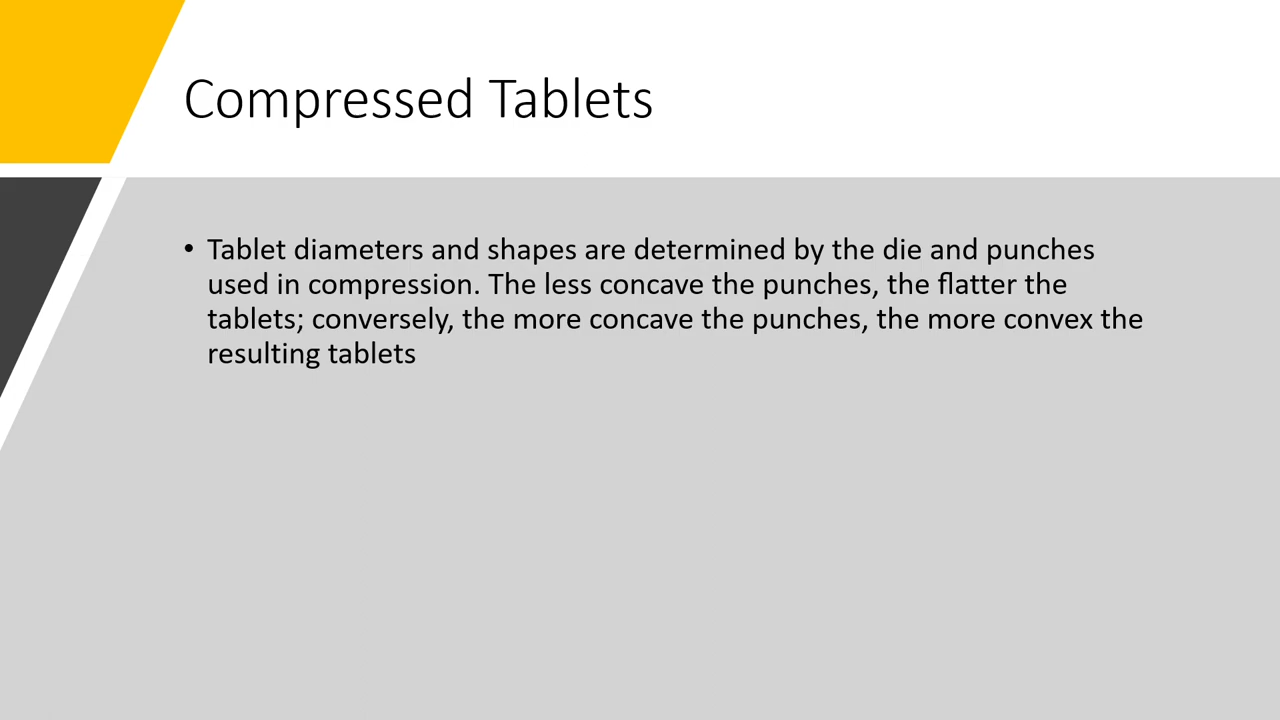 Compressed Tablets
• Tablet diameters and shapes are determined by the die and punches
used in compression. The less concave the punches, the flatter the
tablets; conversely, the more concave the punches, the more convex the
resulting tablets